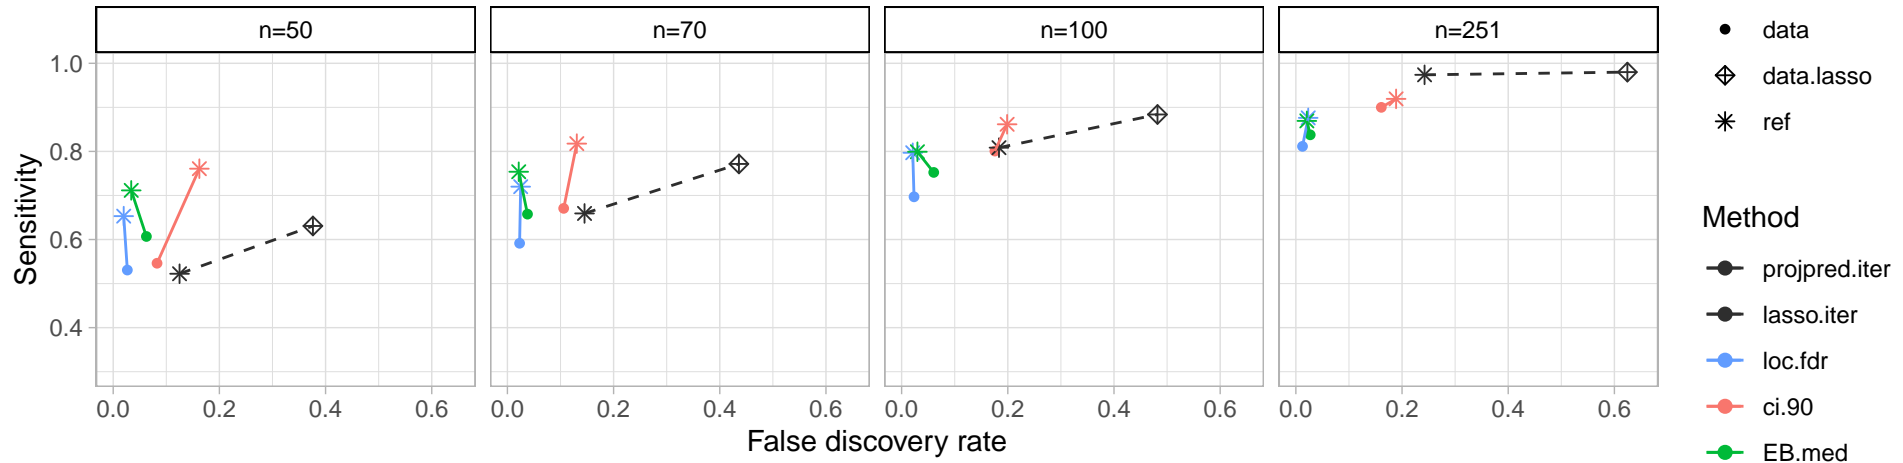 n=50 n=70 n=100 n=251
data
data.lasso
ref
Sensitivity
1.0
0.8
0.6
0.4
0.0 0.2 0.4 0.6 0.0 0.2 0.4 0.6 0.0 0.2 0.4 0.6 0.0 0.2 0.4 0.6
False discovery rate
Method
projpred.iter
lasso.iter
loc.fdr
ci.90
EB.med